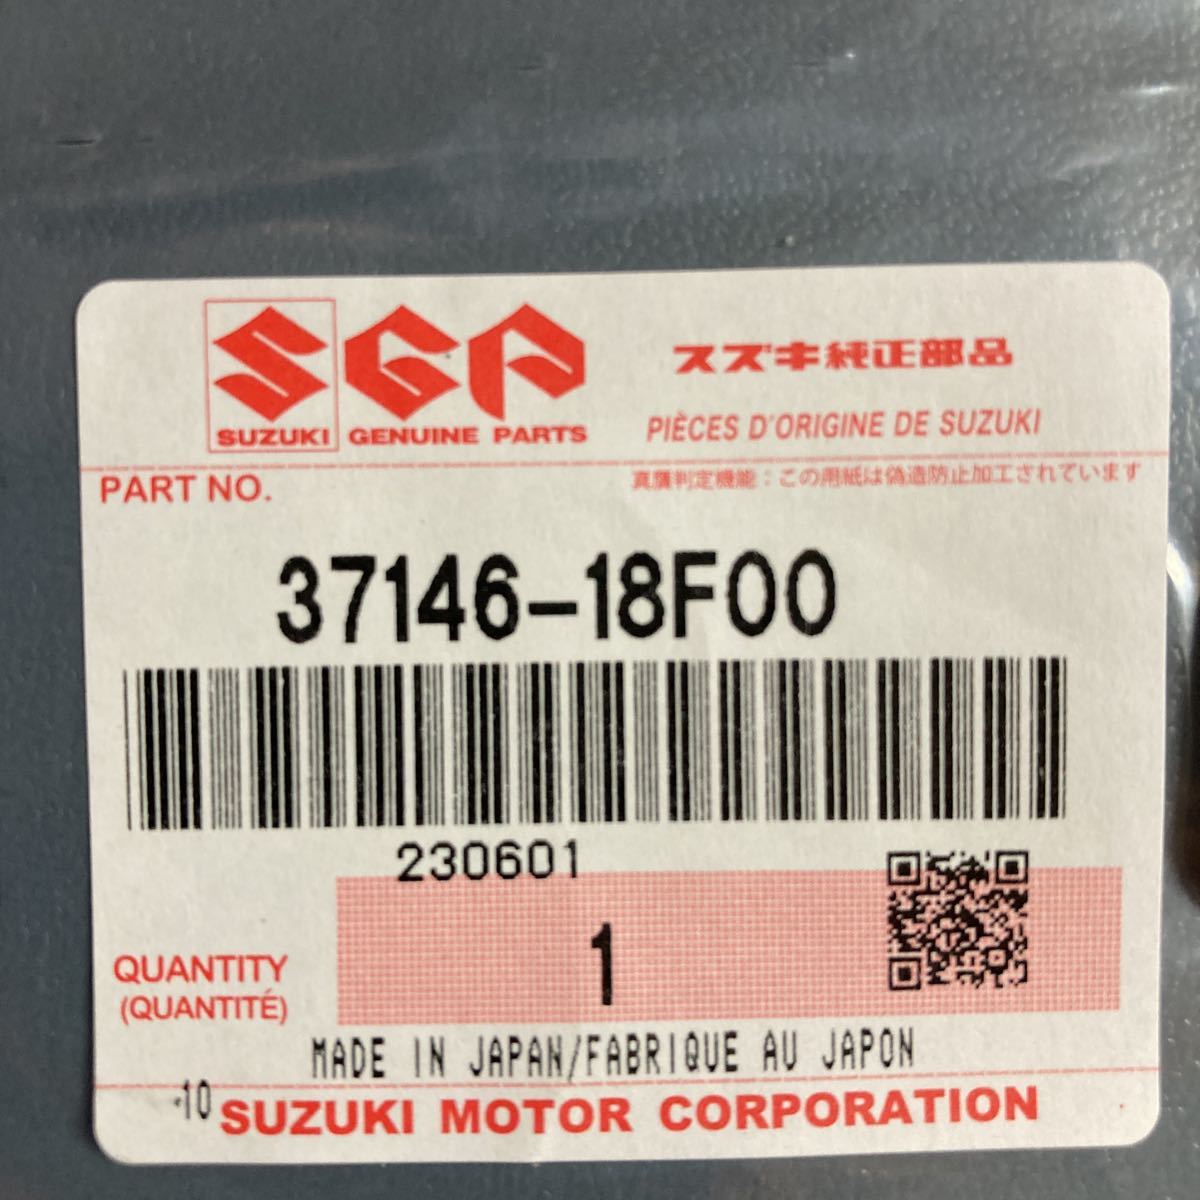 SGP
スズキ純正部品
SUZUKI GENUINE PARTS
PIÈCES D'ORIGINE DE SUZUKI
PART NO.
真贋判定機能：この用紙は偽造防止加工されています
37146-18F00
230601
QUANTITY
(QUANTITÉ)
1
MADE IN JAPAN/FABRIQUE AU JAPON
-10
SUZUKI MOTOR CORPORATION